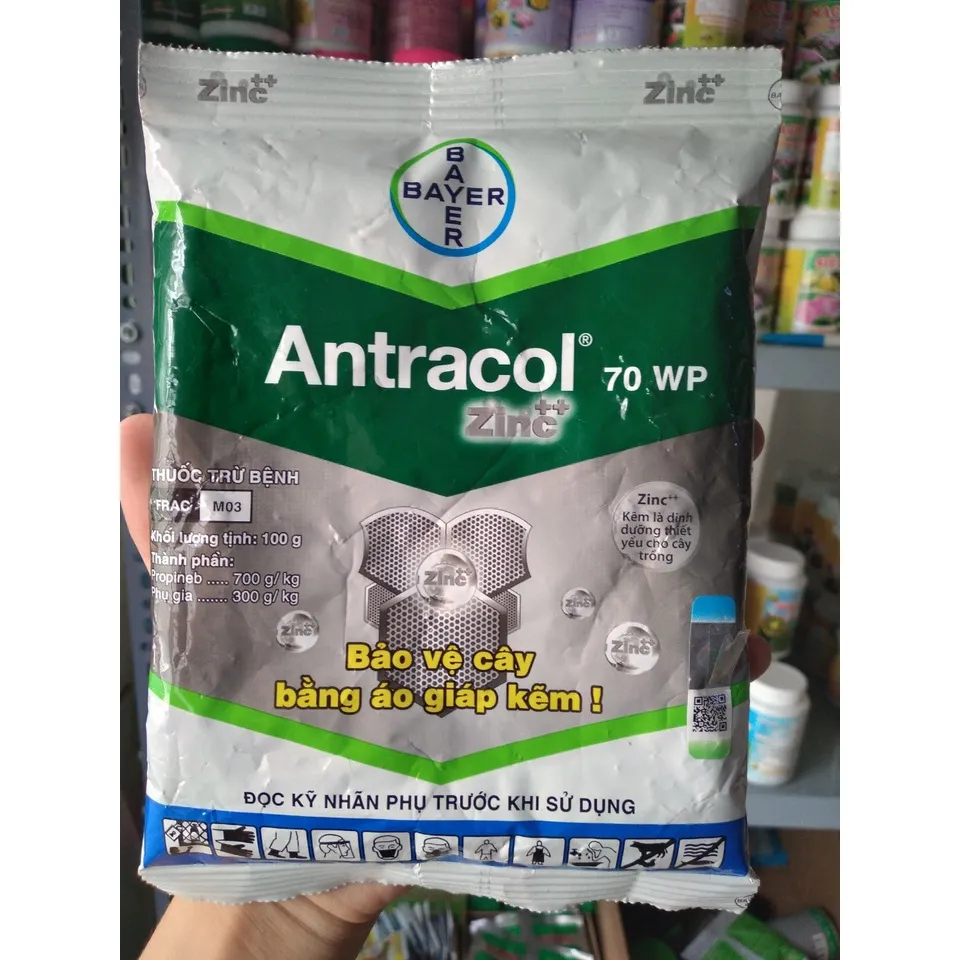 Zinc++
Zinc++
BAYER
BAYER
Antracol® 70 WP
Zinc++
THUỐC TRỪ BỆNH
FRAC M03
Khối lượng tịnh: 100 g
Thành phần:
Propineb ..... 700 g/kg
Phụ gia ....... 300 g/kg
Zinc++
Kẽm là dinh
dưỡng thiết
yếu cho cây
trồng
Zinc++
Zinc++
Zinc++
Zinc++
Bảo vệ cây
bằng áo giáp kẽm !
ĐỌC KỸ NHÃN PHỤ TRƯỚC KHI SỬ DỤNG